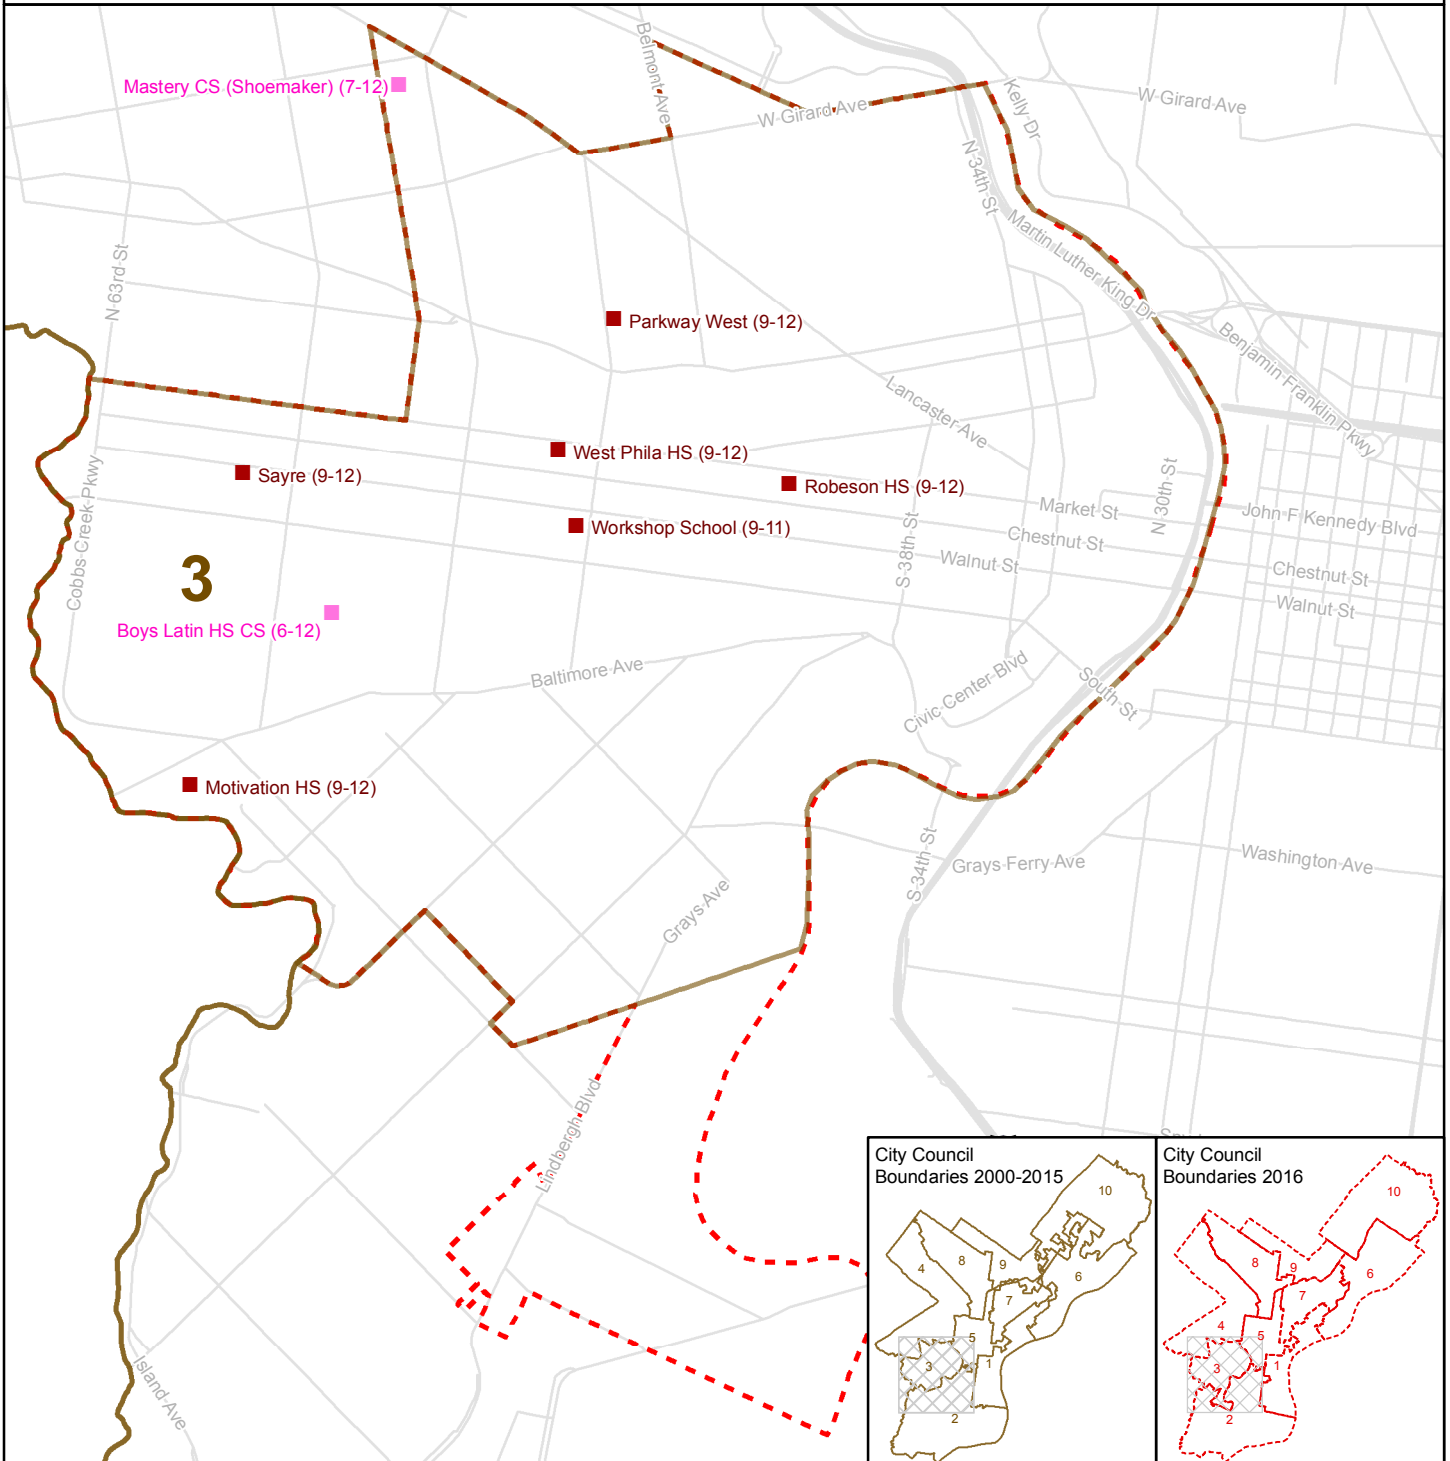 Belmont Ave
Mastery CS (Shoemaker) (7-12)
W Girard Ave
Kelly Dr
W Girard Ave
N 34th St
Martin Luther King Dr
N 63rd St
Parkway West (9-12)
Benjamin Franklin Pkwy
Lancaster Ave
West Phila HS (9-12)
Sayre (9-12)
Robeson HS (9-12)
Cobbs Creek Pkwy
N 30th St
Market St
John F Kennedy Blvd
Workshop School (9-11)
Chestnut St
S 38th St
Walnut St
Chestnut St
3
Walnut St
Boys Latin HS CS (6-12)
Baltimore Ave
Civic Center Blvd
South St
Motivation HS (9-12)
S 34th St
Grays Ferry Ave
Washington Ave
Grays Ave
Lindbergh Blvd
Island Ave
City Council
Boundaries 2000-2015
10
8
4
9
6
7
5
3
1
2
City Council
Boundaries 2016
10
8
9
6
7
4
5
3
1
2